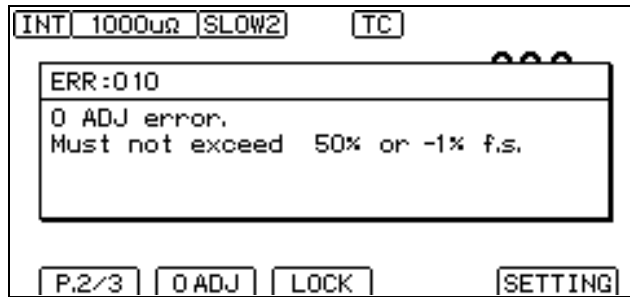 INT 1000uΩ SLOW2 TC
ERR:010
0 ADJ error.
Must not exceed 50% or -1% f.s.
P.2/3 0 ADJ LOCK SETTING